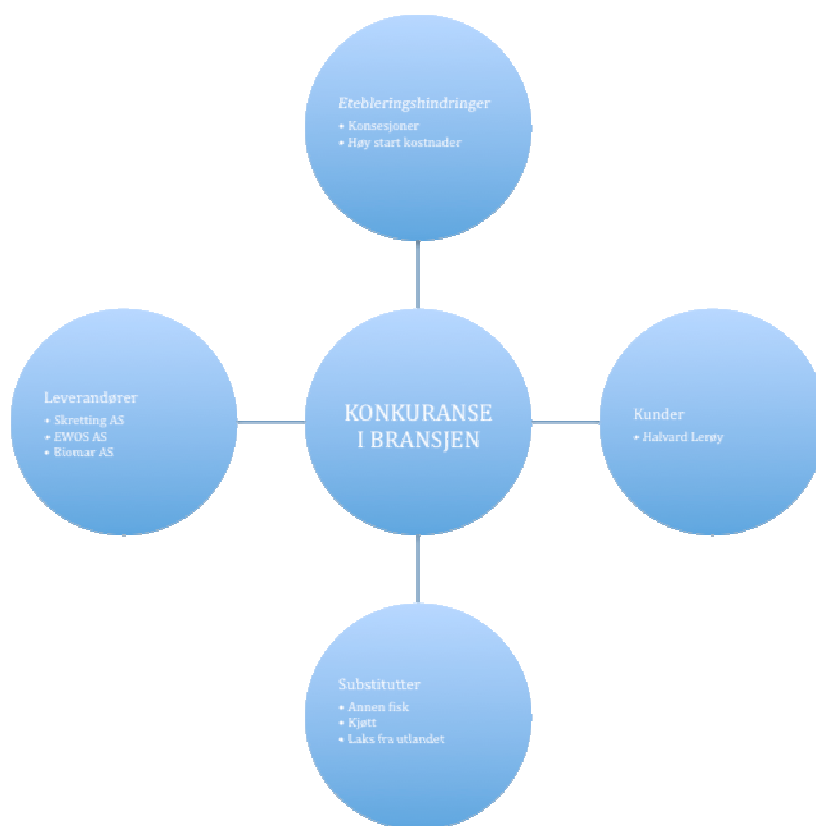 Etebleringshindringer
• Konsesjoner
• Høy start kostnader
Leverandører
• Skretting AS
• EWOS AS
• Biomar AS
KONKURANSE
I BRANSJEN
Kunder
• Halvard Lerøy
Substitutter
• Annen fisk
• Kjøtt
• Laks fra utlandet